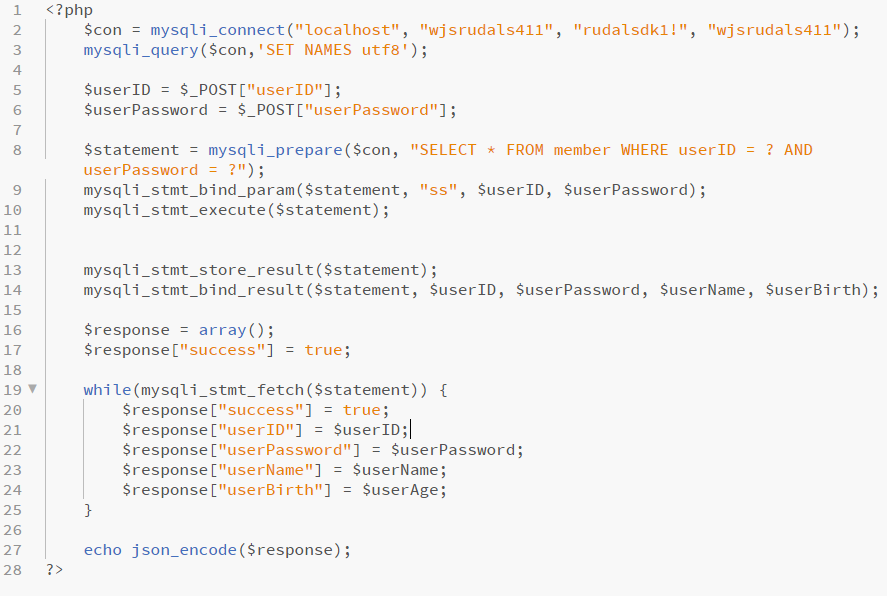 1 <?php
2 $con = mysqli_connect("localhost", "wjsrudals411", "rudalsdk1!", "wjsrudals411");
3 mysqli_query($con,'SET NAMES utf8');
4
5 $userID = $_POST["userID"];
6 $userPassword = $_POST["userPassword"];
7
8 $statement = mysqli_prepare($con, "SELECT * FROM member WHERE userID = ? AND
userPassword = ?");
9 mysqli_stmt_bind_param($statement, "ss", $userID, $userPassword);
10 mysqli_stmt_execute($statement);
11
12
13 mysqli_stmt_store_result($statement);
14 mysqli_stmt_bind_result($statement, $userID, $userPassword, $userName, $userBirth);
15
16 $response = array();
17 $response["success"] = true;
18
19 while(mysqli_stmt_fetch($statement)) {
20 $response["success"] = true;
21 $response["userID"] = $userID;
22 $response["userPassword"] = $userPassword;
23 $response["userName"] = $userName;
24 $response["userBirth"] = $userAge;
25 }
26
27 echo json_encode($response);
28 ?>